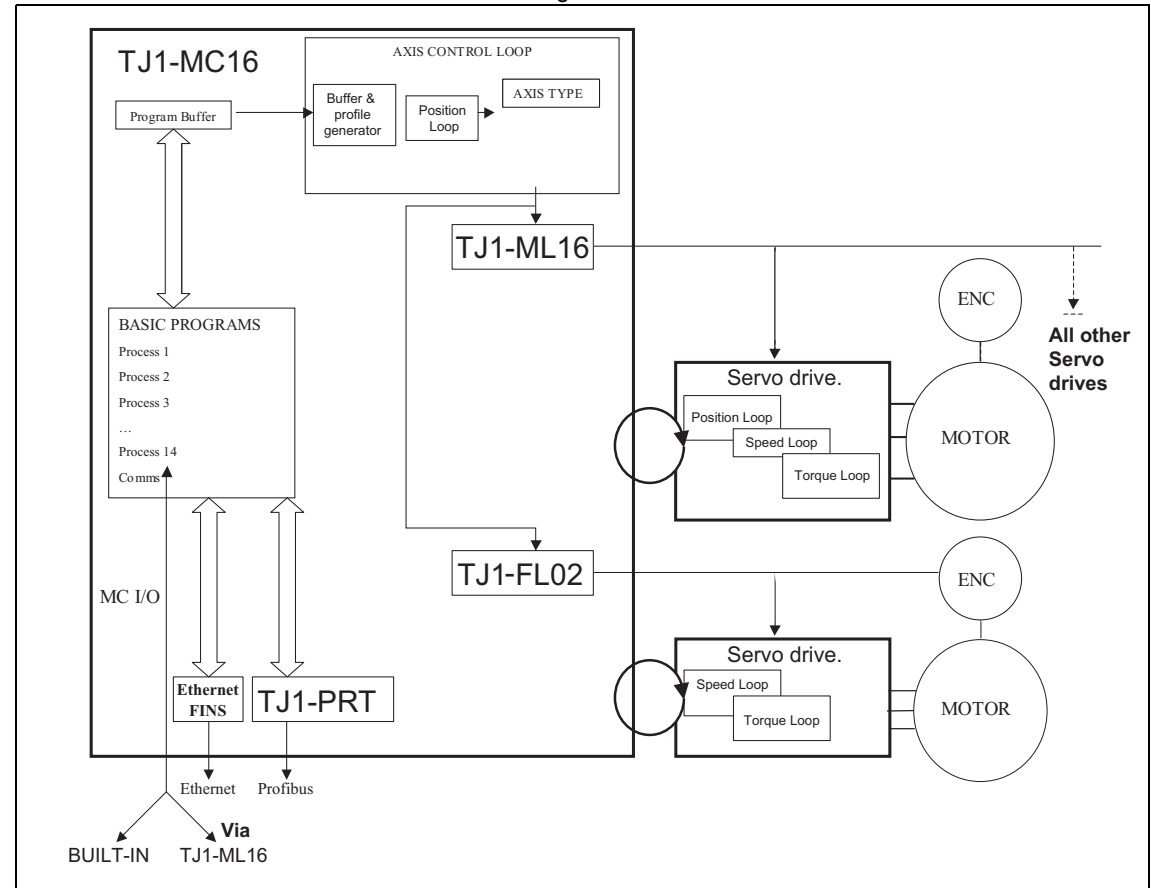 TJ1-MC16
AXIS CONTROL LOOP
Program Buffer
Buffer &
profile
generator
Position
Loop
AXIS TYPE
TJ1-ML16
BASIC PROGRAMS
Process 1
Process 2
Process 3
...
Process 14
Comms
ENC
All other
Servo
drives
Servo drive.
Position Loop
Speed Loop
Torque Loop
MOTOR
TJ1-FL02
ENC
MC I/O
Servo drive.
Speed Loop
Torque Loop
MOTOR
Ethernet
FINS
TJ1-PRT
Ethernet
Profibus
Via
BUILT-IN
TJ1-ML16